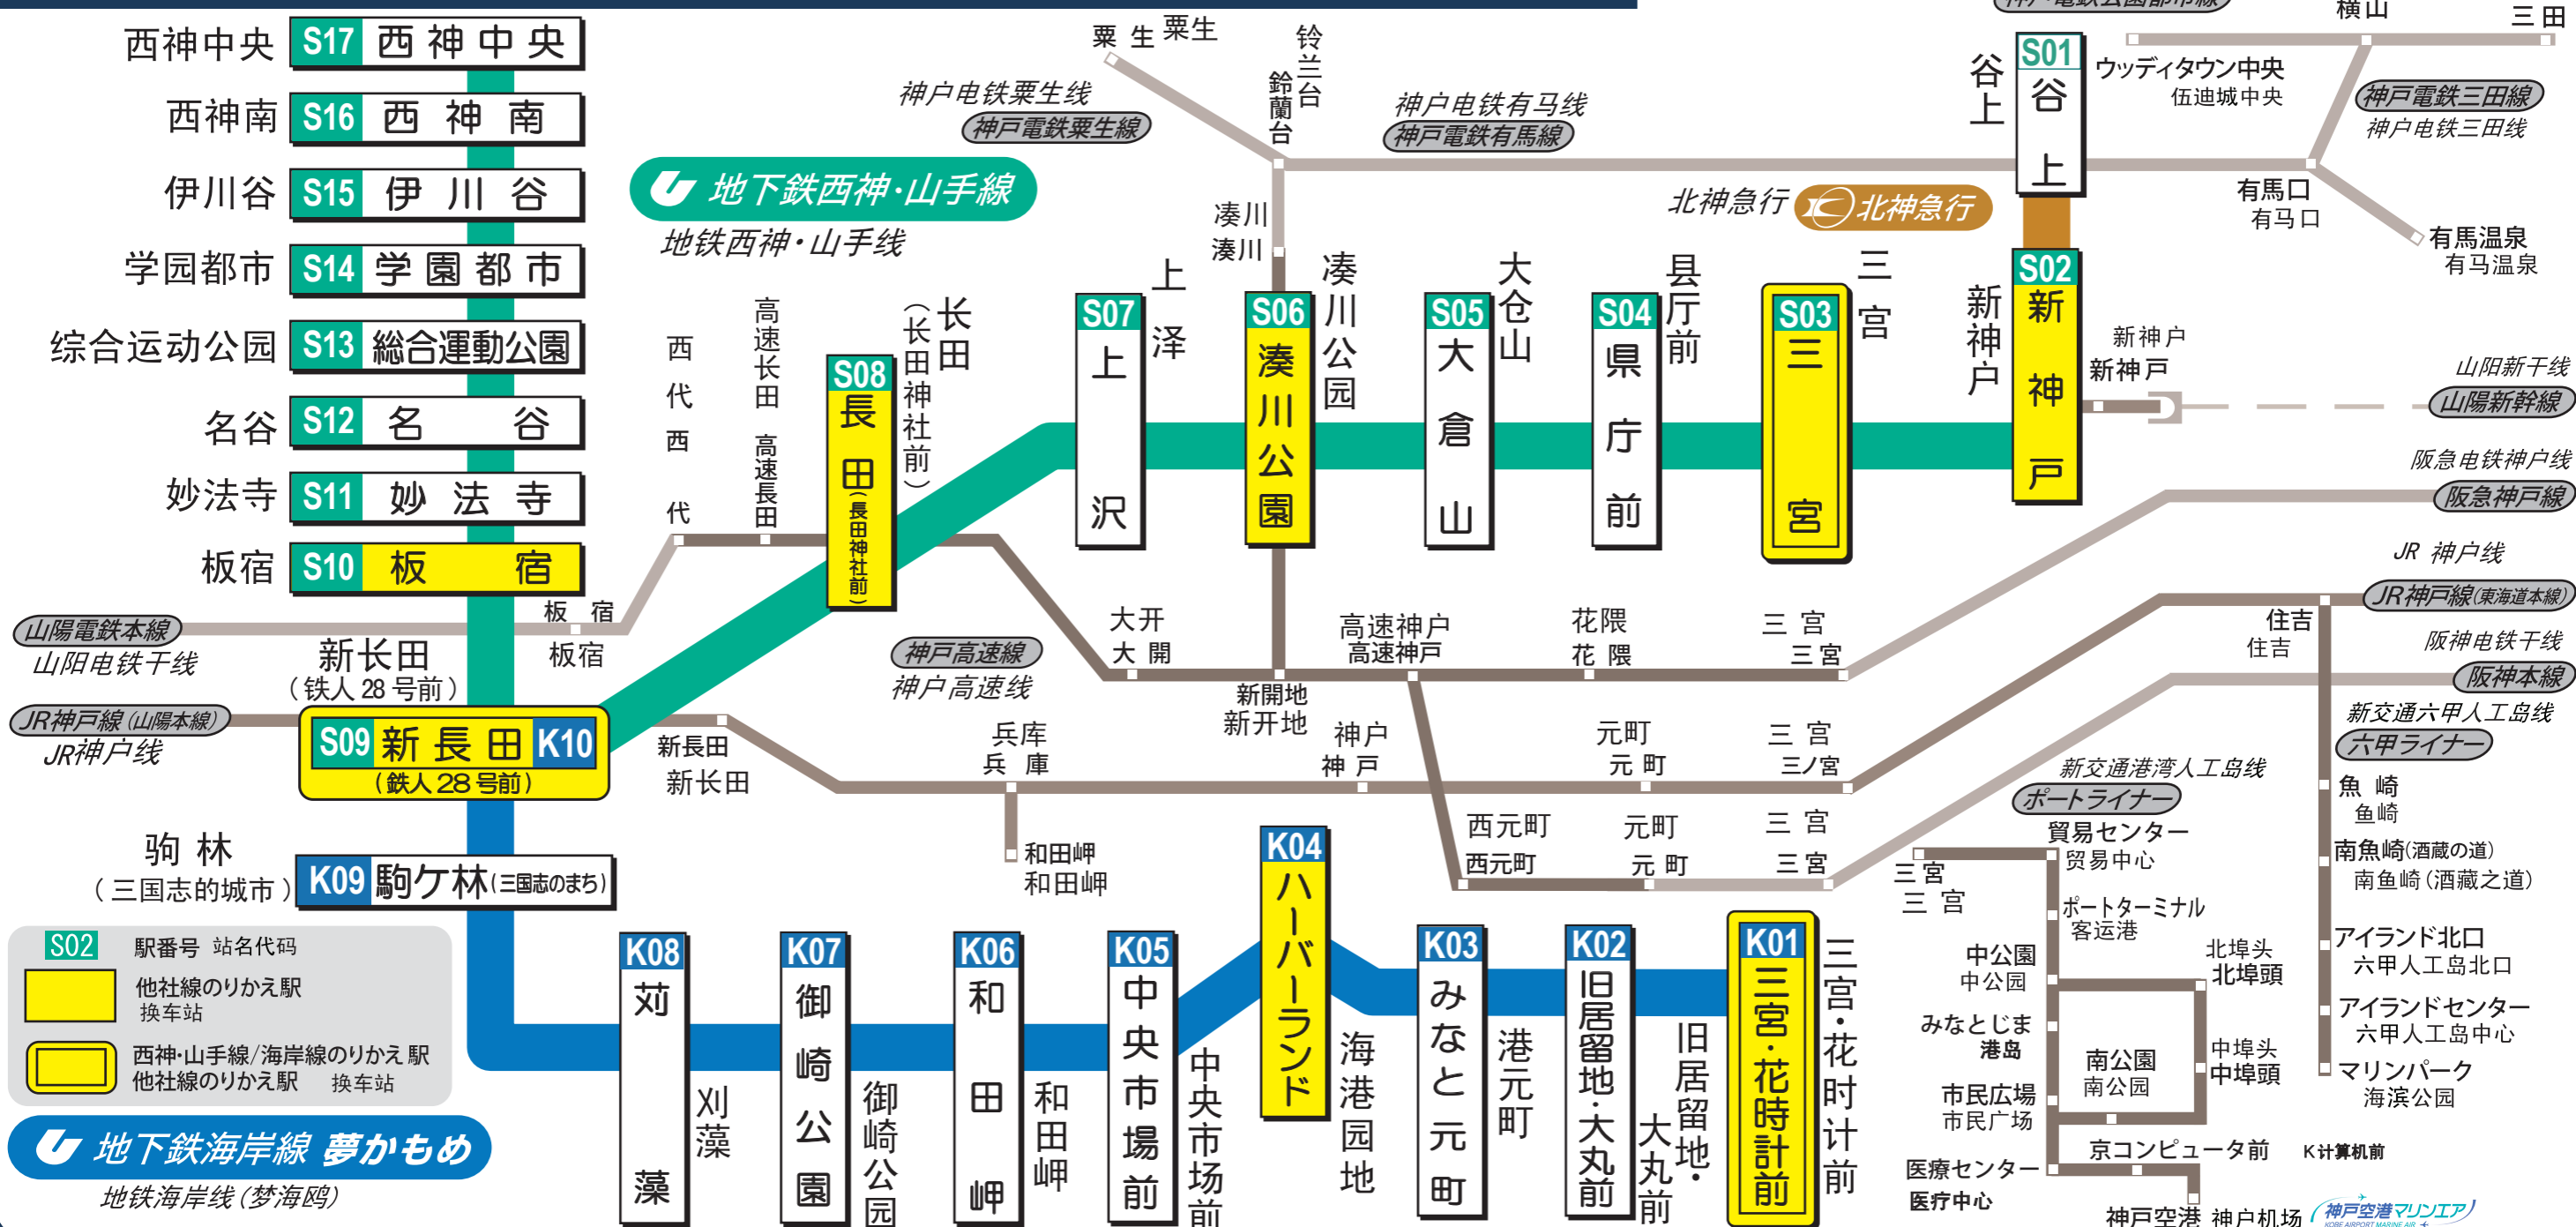 西神中央
S17 西神中央
西神南
S16 西神南
伊川谷
S15 伊川谷
学园都市
S14 学園都市
综合运动公园
S13 総合運動公園
名谷
S12 名谷
妙法寺
S11 妙法寺
板宿
S10 板宿
山陽電鉄本線
山阳电铁干线
板宿
板宿
新长田
(铁人 28 号前)
JR神戸線(山陽本線)
JR神户线
S09 新長田 K10
(鉄人28号前)
驹林
(三国志的城市)
K09 駒ケ林(三国志のまち)
S02 駅番号 站名代码
他社線のりかえ駅
换车站
西神・山手線/海岸線のりかえ駅
他社線のりかえ駅 换车站
地下鉄海岸線 夢かもめ
地铁海岸线(梦海鸥)
地下鉄西神・山手線
地铁西神・山手线
粟生 粟生
神户电铁粟生线
神戸電鉄粟生線
铃兰台
鈴蘭台
神户电铁有马线
神戸電鉄有馬線
凑川
湊川
北神急行
北神急行
谷上
S01 谷上
横山
三田
ウッディタウン中央
伍迪城中央
神戸電鉄三田線
神户电铁三田线
有馬口
有马口
有馬温泉
有马温泉
西代
西代
高速长田
高速長田
S08 長田(長田神社前)
长田
(长田神社前)
S07 上沢
上泽
S06 湊川公園
凑川公园
S05 大倉山
大仓山
S04 県庁前
县厅前
S03 三宮
三宫
S02 新神戸
新神户
新神户
新神戸
山阳新干线
山陽新幹線
阪急电铁神户线
阪急神戸線
JR 神户线
JR神戸線(東海道本線)
阪神电铁干线
阪神本線
神戸高速線
神户高速线
大开
大開
新開地
新开地
高速神户
高速神戸
花隈
花隈
三宫
三宮
新長田
新长田
兵库
兵庫
和田岬
和田岬
神户
神戸
元町
元町
三宫
三ノ宮
西元町
西元町
元町
元町
三宫
三宮
住吉
住吉
新交通六甲人工岛线
六甲ライナー
魚崎
鱼崎
南魚崎(酒蔵の道)
南鱼崎(酒藏之道)
アイランド北口
六甲人工岛北口
アイランドセンター
六甲人工岛中心
マリンパーク
海滨公园
新交通港湾人工岛线
ポートライナー
三宮
三宫
貿易センター
贸易中心
ポートターミナル
客运港
中公園
中公园
北埠头
北埠頭
みなとじま
港岛
中埠头
中埠頭
南公園
南公园
市民広場
市民广场
京コンピュータ前 K计算机前
医療センター
医疗中心
神戸空港 神户机场
神戸空港マリンエア
KOBE AIRPORT MARINE AIR
K08 苅藻
刈藻
K07 御崎公園
御崎公园
K06 和田岬
和田岬
K05 中央市場前
中央市场前
K04 ハーバーランド
海港园地
K03 みなと元町
港元町
K02 旧居留地・大丸前
旧居留地・
大丸前
K01 三宮・花時計前
三宫・花时计前